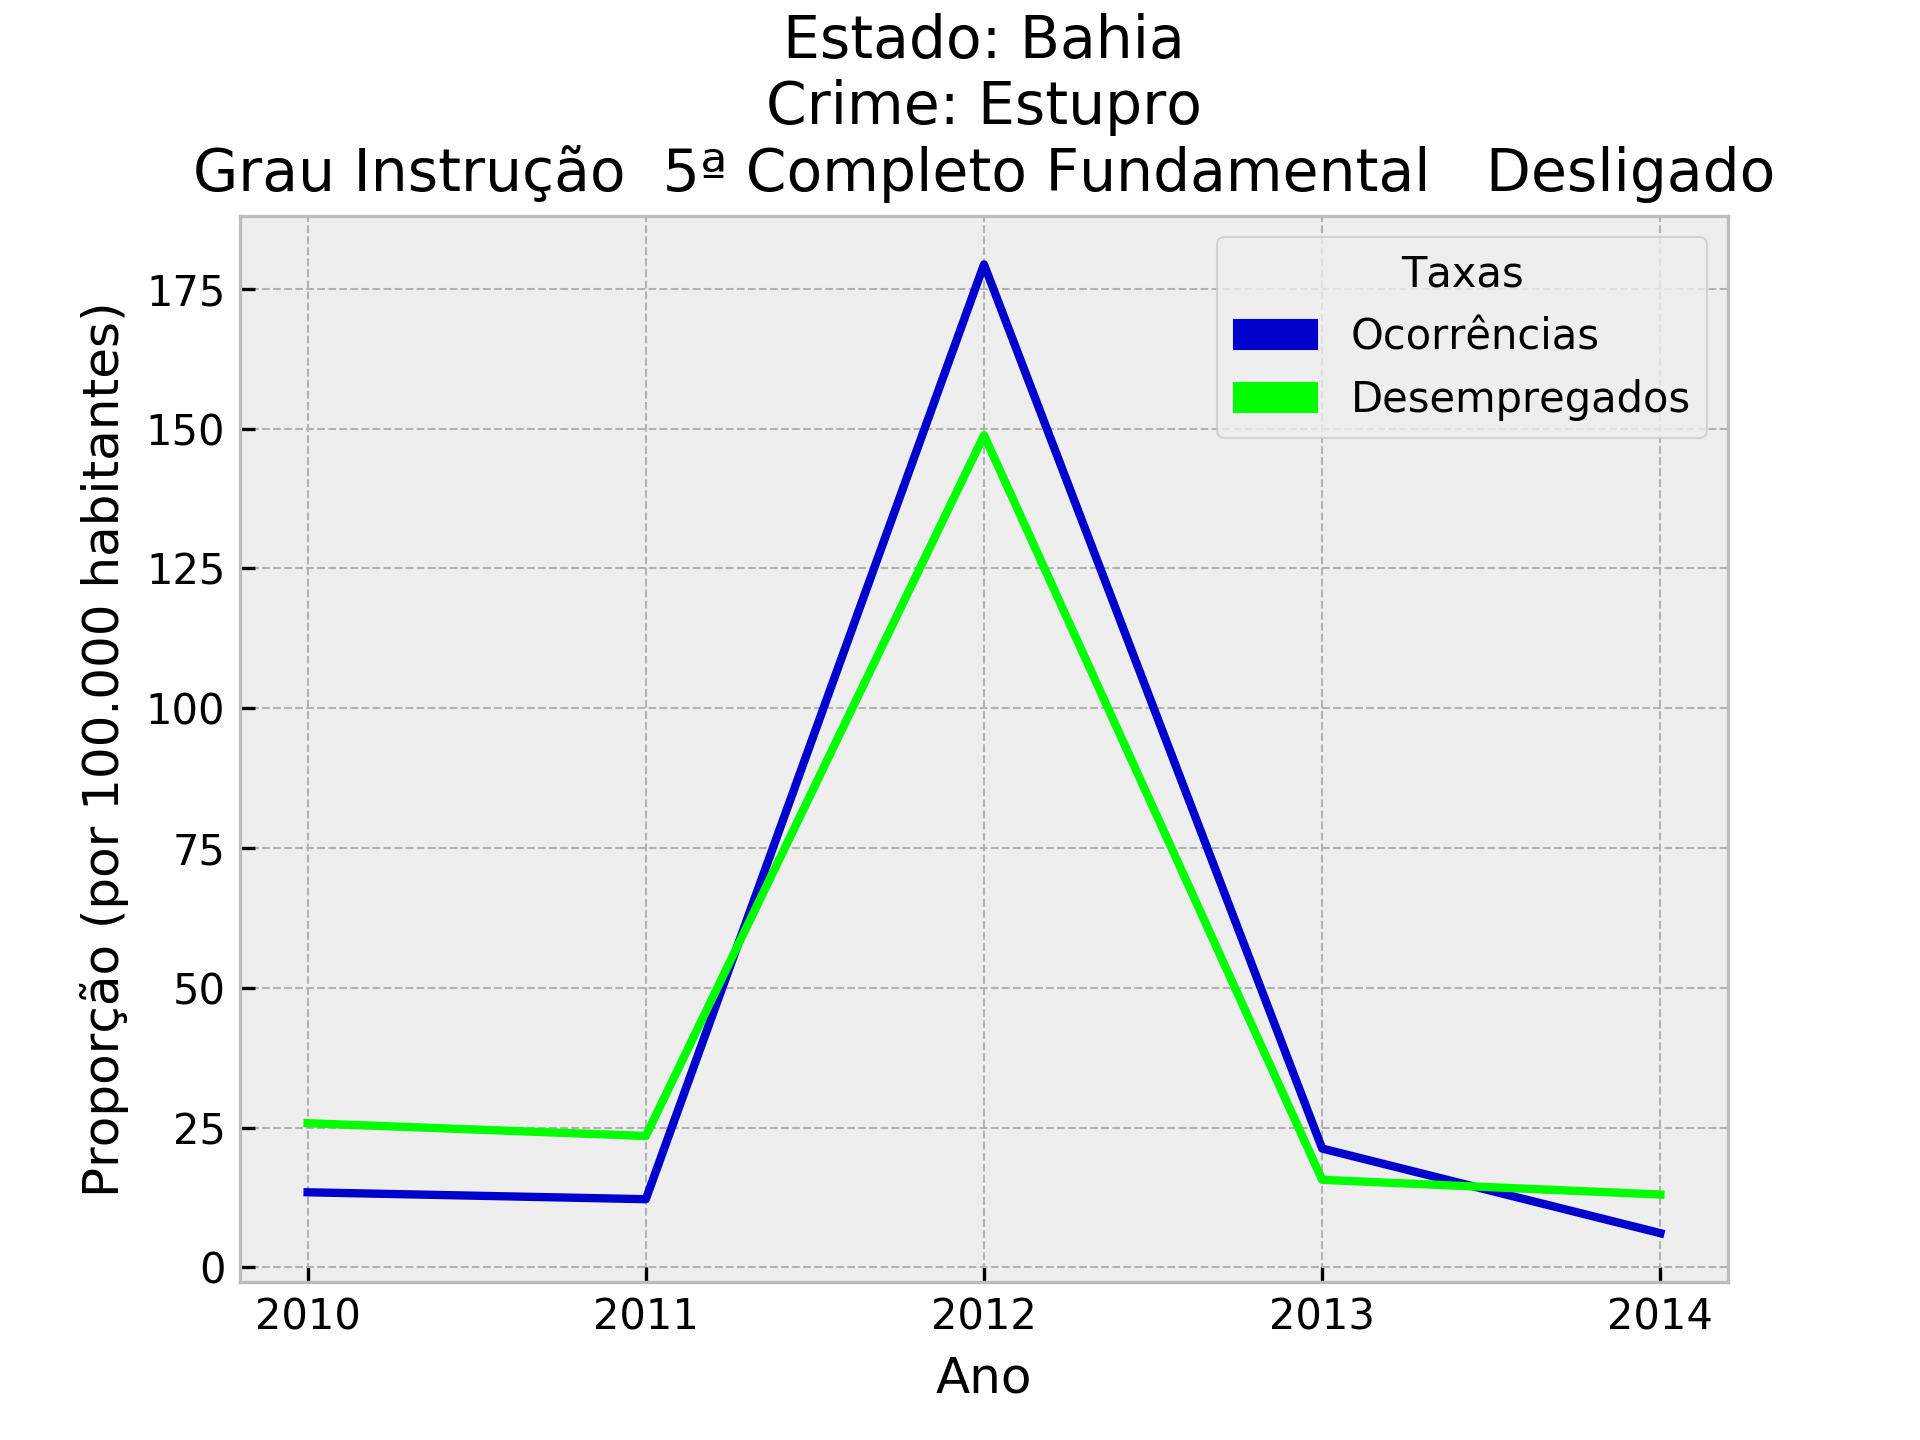 Estado: Bahia
Crime: Estupro
Grau Instrução  5ª Completo Fundamental   Desligado
Taxas
Ocorrências
Desempregados
Proporção (por 100.000 habitantes)
175
150
125
100
75
50
25
0
2010 2011 2012 2013 2014
Ano